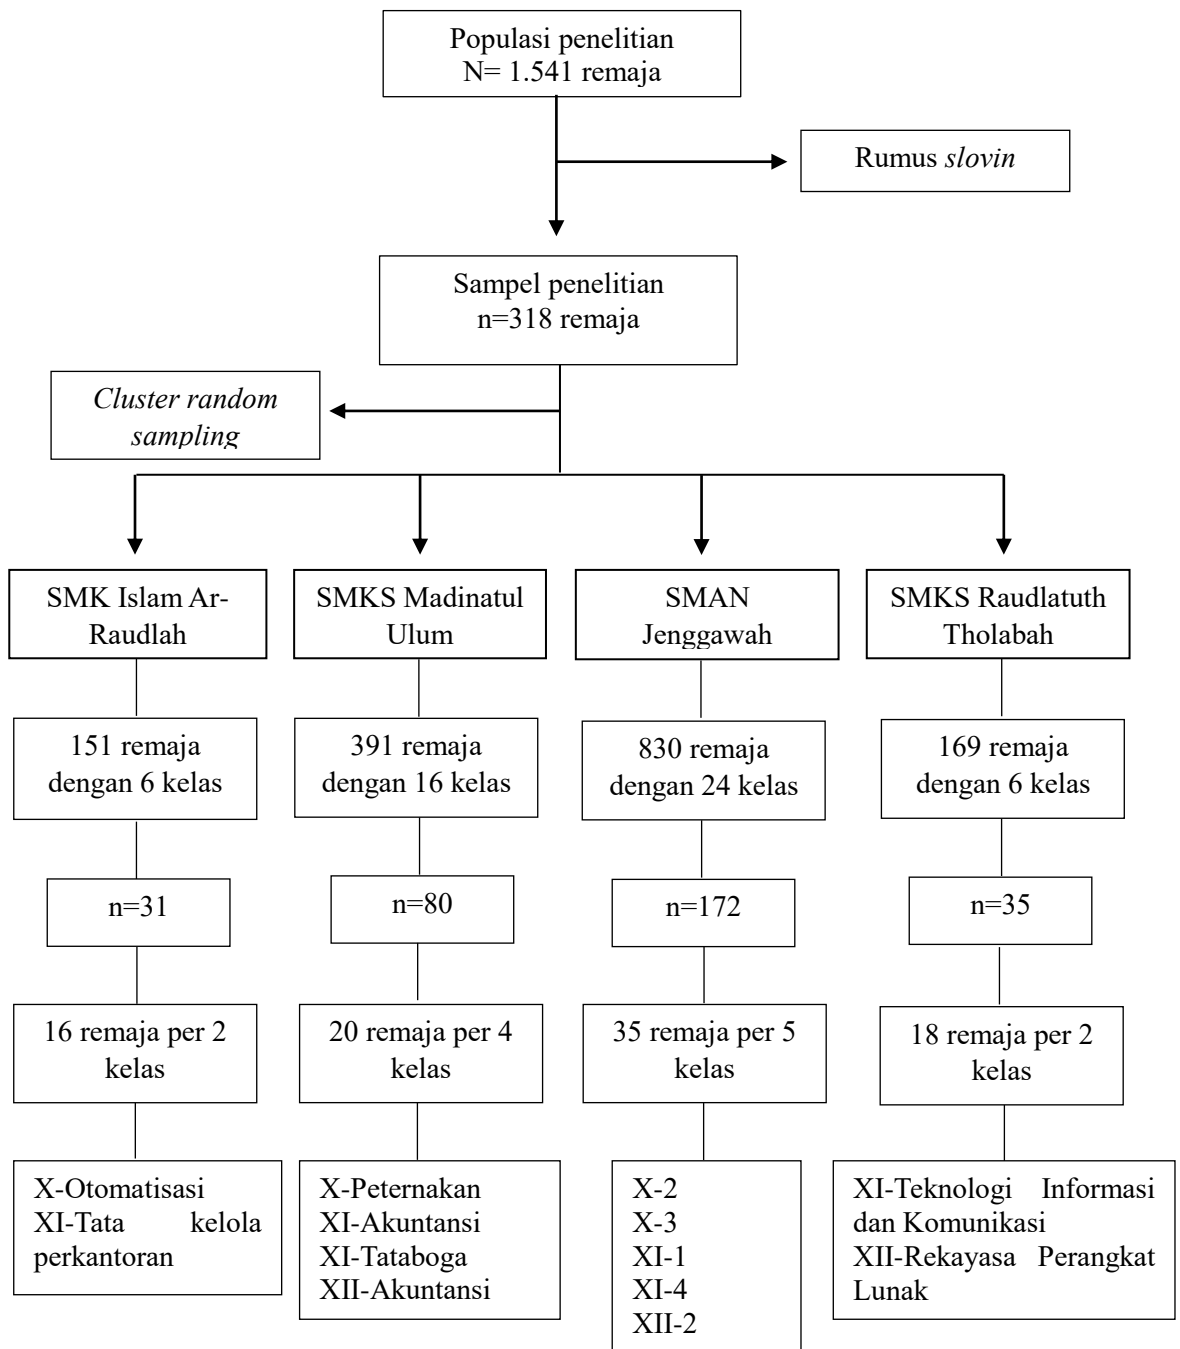 Populasi penelitian
N= 1.541 remaja
Rumus slovin
Sampel penelitian
n=318 remaja
Cluster random
sampling
SMK Islam Ar-
Raudlah
SMKS Madinatul
Ulum
SMAN
Jenggawah
SMKS Raudlatuth
Tholabah
151 remaja
dengan 6 kelas
391 remaja
dengan 16 kelas
830 remaja
dengan 24 kelas
169 remaja
dengan 6 kelas
n=31
n=80
n=172
n=35
16 remaja per 2
kelas
20 remaja per 4
kelas
35 remaja per 5
kelas
18 remaja per 2
kelas
X-Otomatisasi
XI-Tata kelola
perkantoran
X-Peternakan
XI-Akuntansi
XI-Tataboga
XII-Akuntansi
X-2
X-3
XI-1
XI-4
XII-2
XI-Teknologi Informasi
dan Komunikasi
XII-Rekayasa Perangkat
Lunak